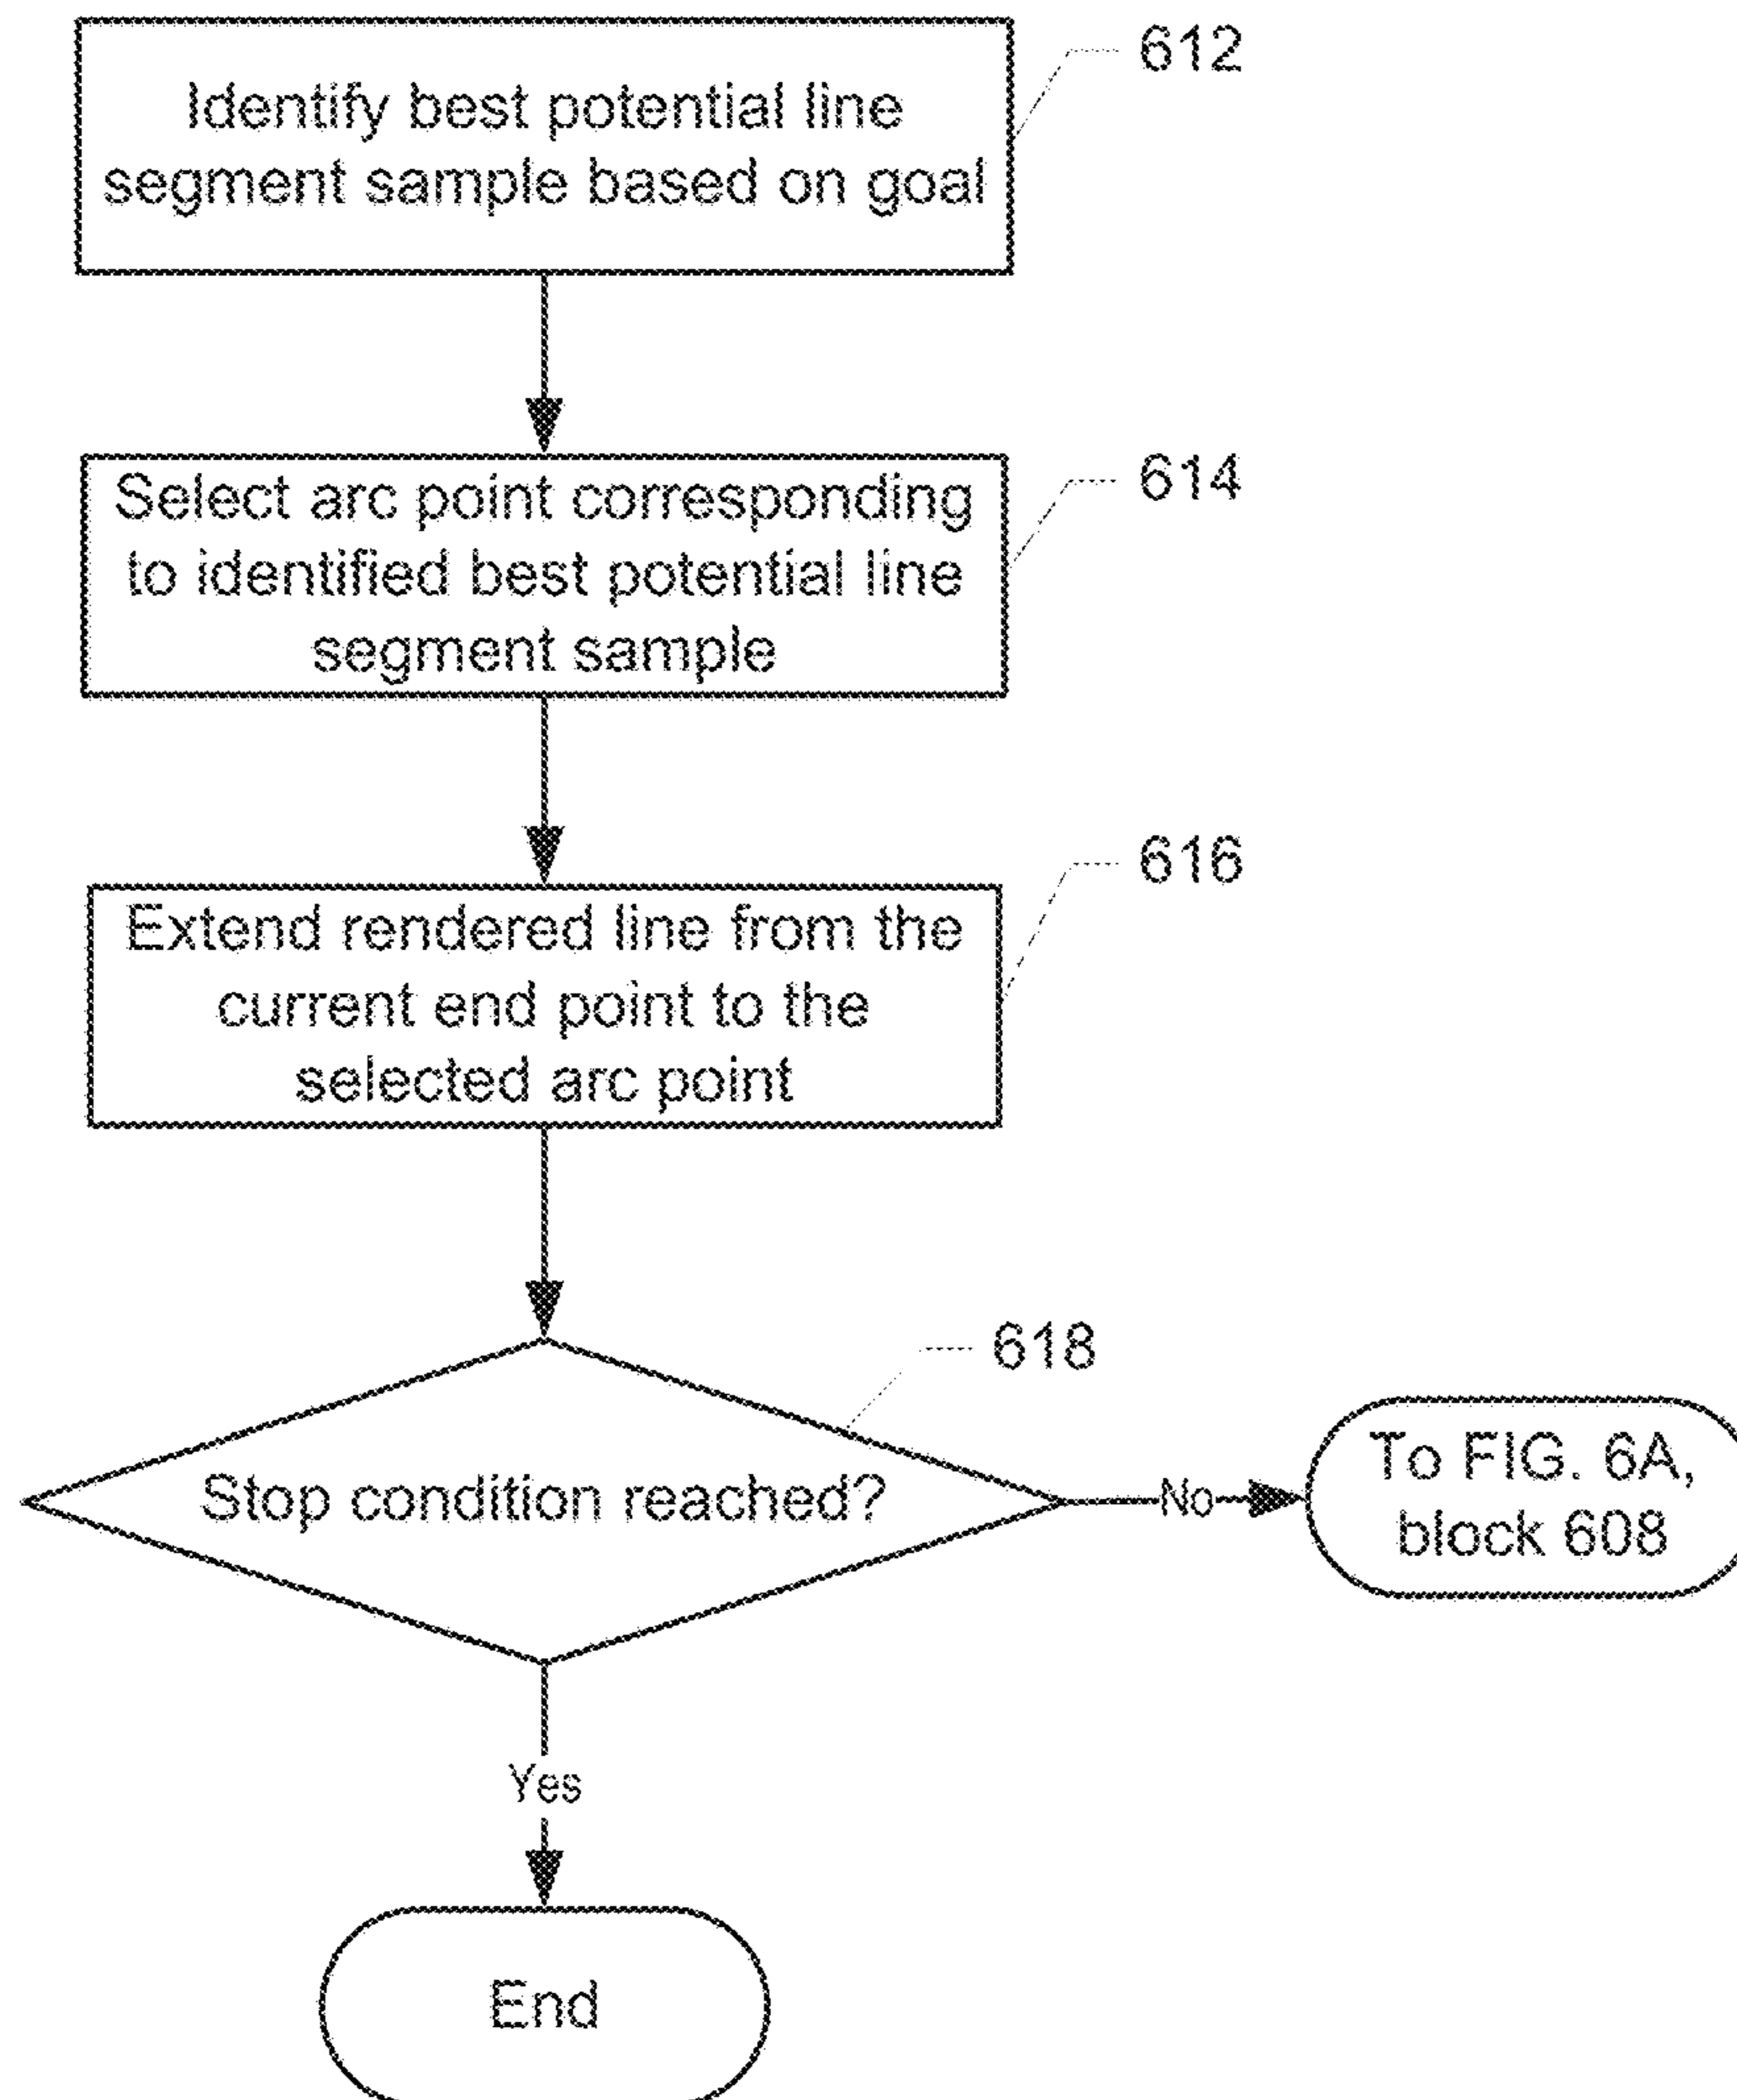 Identify best potential line
segment sample based on goal
612
Select arc point corresponding
to identified best potential line
segment sample
614
Extend rendered line from the
current end point to the
selected arc point
616
618
Stop condition reached?
No
To FIG. 6A,
block 608
Yes
End